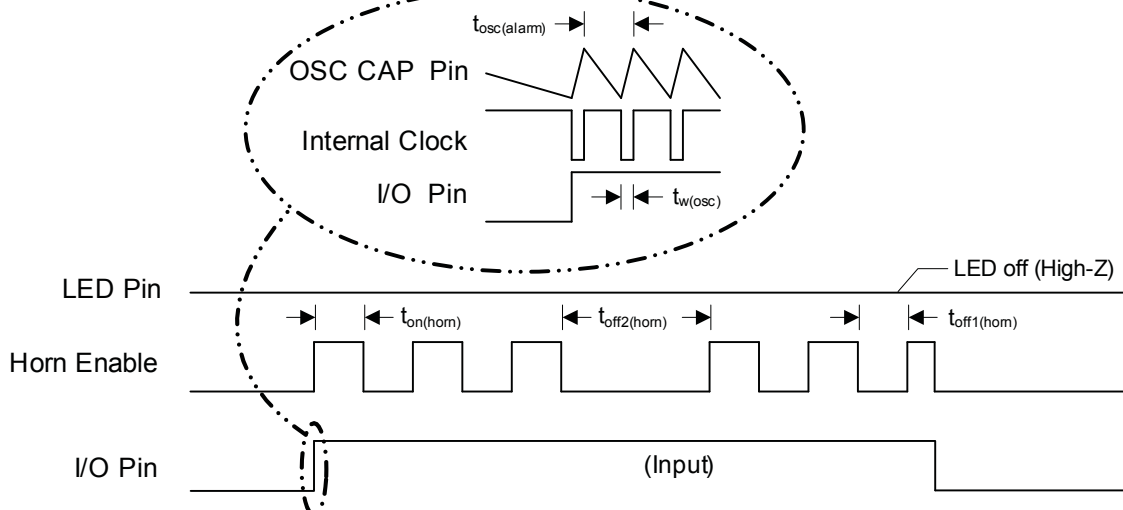 tosc(alarm)
OSC CAP Pin
Internal Clock
I/O Pin
tw(osc)
LED off (High-Z)
LED Pin
ton(horn)
toff2(horn)
toff1(horn)
Horn Enable
I/O Pin
(Input)